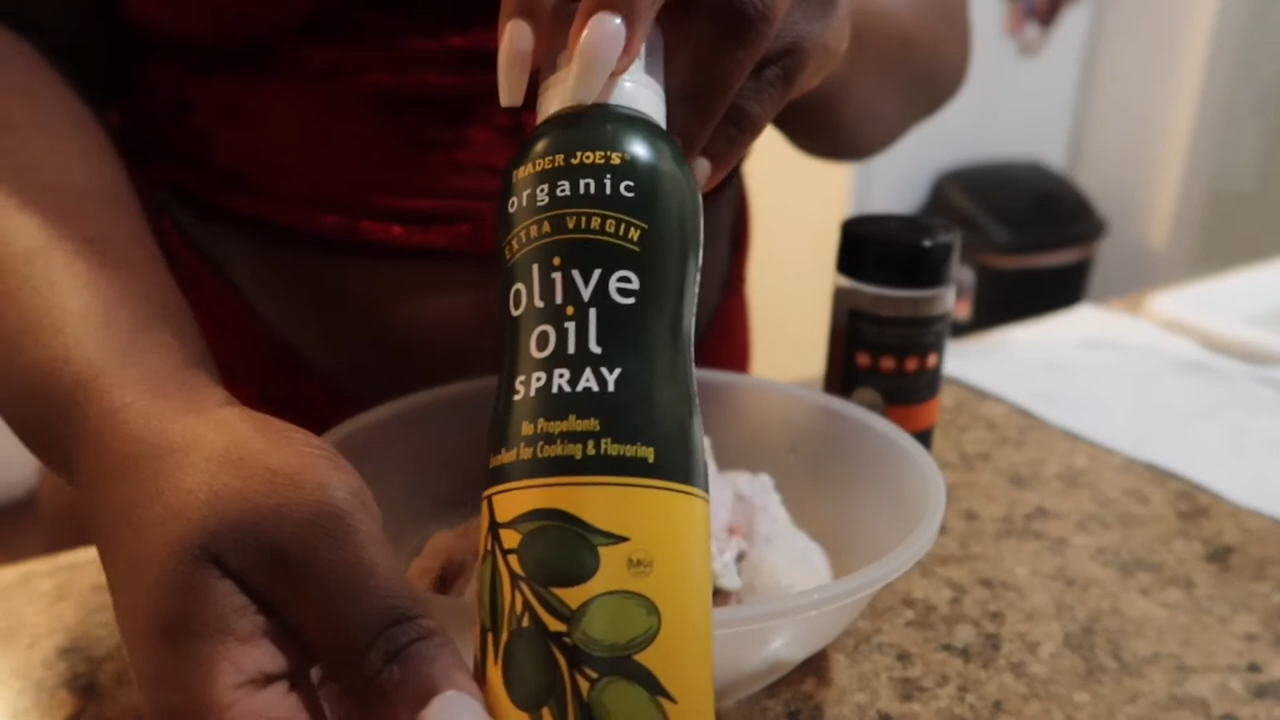 TRADER JOE'S
organic
EXTRA VIRGIN
olive
oil
SPRAY
No Propellants
Excellent for Cooking & Flavoring